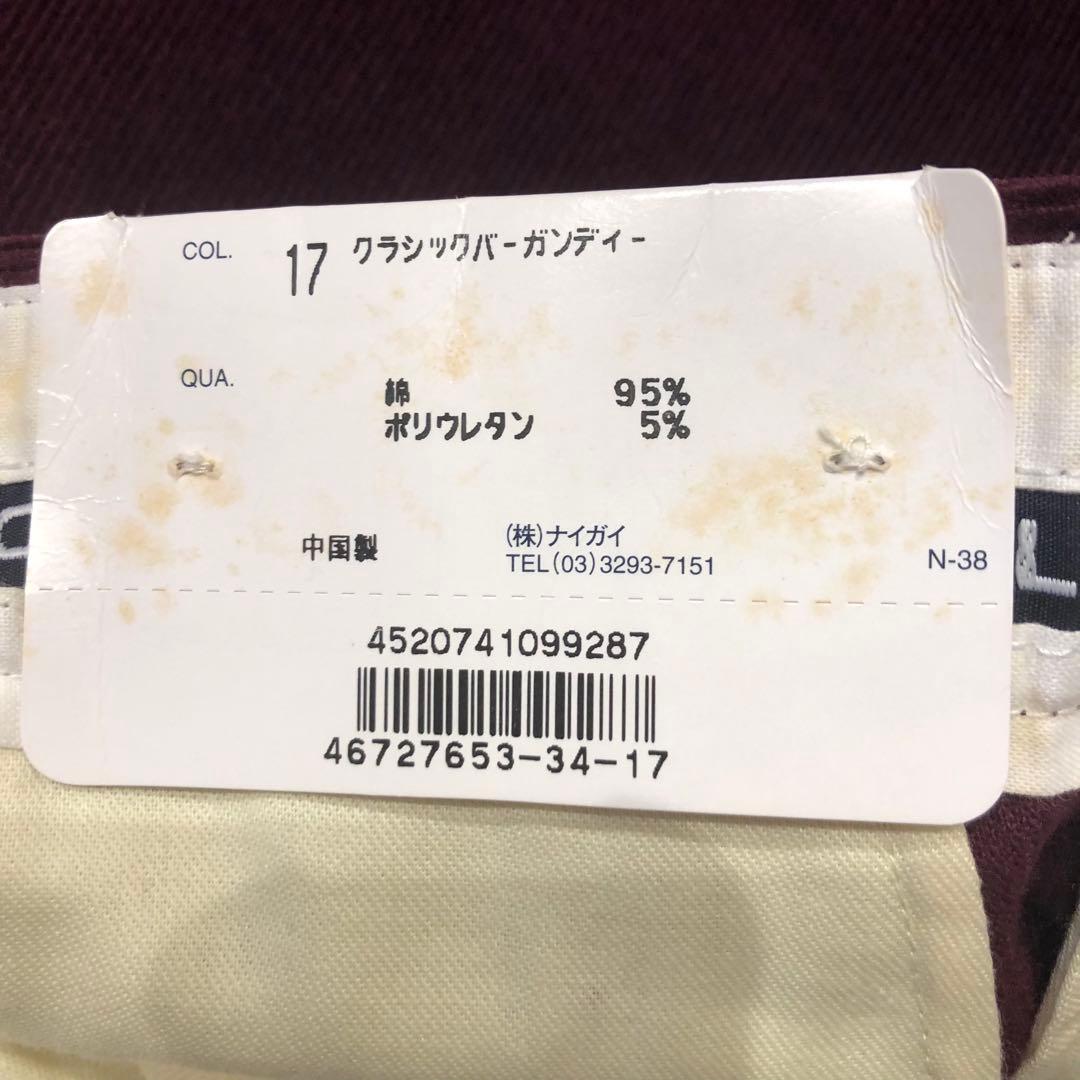 COL. 17 クラシックバーガンディー
QUA. 綿 95%
ポリウレタン 5%
中国製
(株)ナイガイ
TEL(03)3293-7151
N-38
4520741099287
46727653-34-17
& L